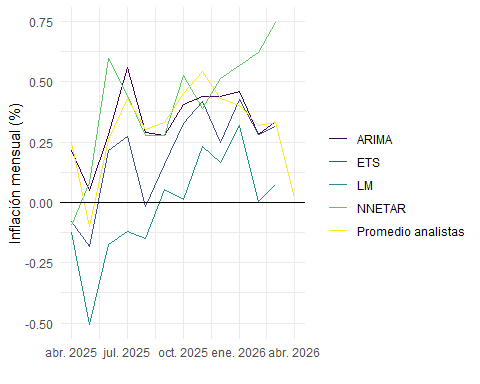 Inflación mensual (%)
0.75
0.50
0.25
0.00
-0.25
-0.50
abr. 2025 jul. 2025 oct. 2025 ene. 2026 abr. 2026
ARIMA
ETS
LM
NNETAR
Promedio analistas